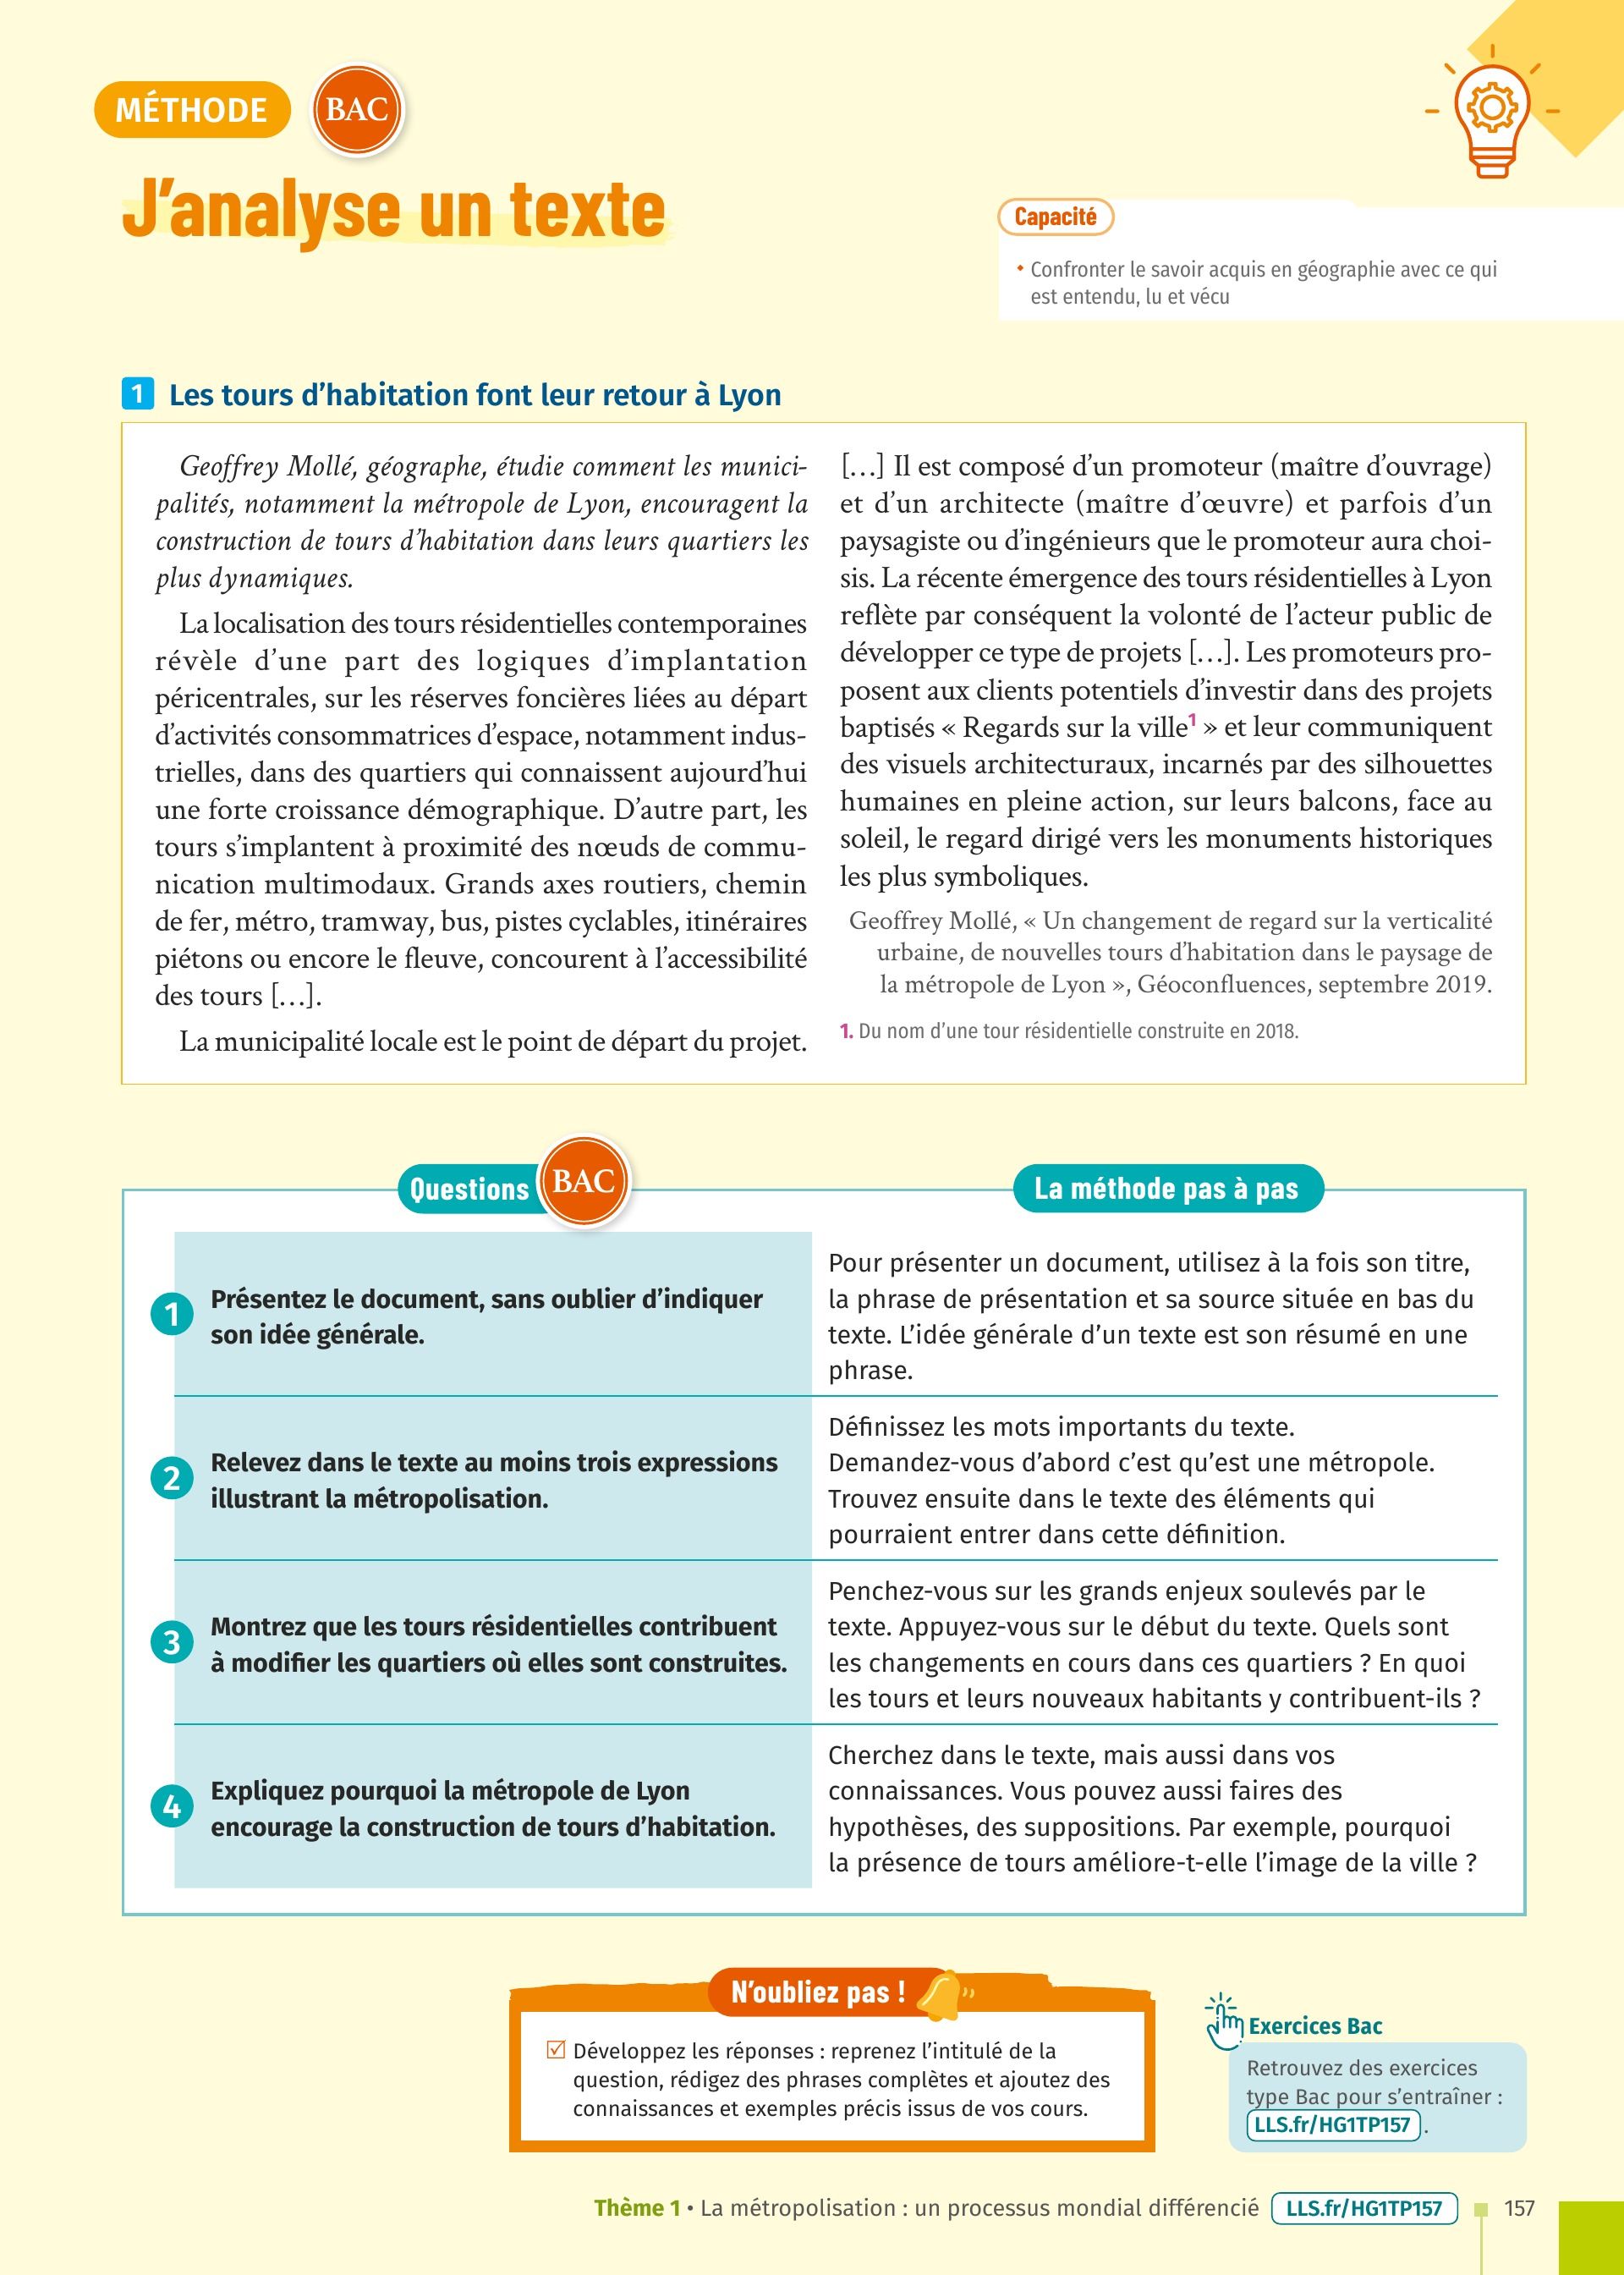 MÉTHODE
BAC
J'analyse un texte
Capacité
• Confronter le savoir acquis en géographie avec ce qui
est entendu, lu et vécu
1 Les tours d'habitation font leur retour à Lyon
Geoffrey Mollé, géographe, étudie comment les munici-
palités, notamment la métropole de Lyon, encouragent la
construction de tours d'habitation dans leurs quartiers les
plus dynamiques.
La localisation des tours résidentielles contemporaines
révèle d'une part des logiques d'implantation
péricentrales, sur les réserves foncières liées au départ
d'activités consommatrices d'espace, notamment indus-
trielles, dans des quartiers qui connaissent aujourd'hui
une forte croissance démographique. D'autre part, les
tours s'implantent à proximité des nœuds de commu-
nication multimodaux. Grands axes routiers, chemin
de fer, métro, tramway, bus, pistes cyclables, itinéraires
piétons ou encore le fleuve, concourent à l'accessibilité
des tours […].
La municipalité locale est le point de départ du projet.
[…] Il est composé d'un promoteur (maître d'ouvrage)
et d'un architecte (maître d'œuvre) et parfois d'un
paysagiste ou d'ingénieurs que le promoteur aura choi-
sis. La récente émergence des tours résidentielles à Lyon
reflète par conséquent la volonté de l'acteur public de
développer ce type de projets […]. Les promoteurs pro-
posent aux clients potentiels d'investir dans des projets
baptisés « Regards sur la ville1 » et leur communiquent
des visuels architecturaux, incarnés par des silhouettes
humaines en pleine action, sur leurs balcons, face au
soleil, le regard dirigé vers les monuments historiques
les plus symboliques.
Geoffrey Mollé, « Un changement de regard sur la verticalité
urbaine, de nouvelles tours d'habitation dans le paysage de
la métropole de Lyon », Géoconfluences, septembre 2019.
1. Du nom d'une tour résidentielle construite en 2018.
Questions BAC
La méthode pas à pas
1 Présentez le document, sans oublier d'indiquer
son idée générale.
Pour présenter un document, utilisez à la fois son titre,
la phrase de présentation et sa source située en bas du
texte. L'idée générale d'un texte est son résumé en une
phrase.
2 Relevez dans le texte au moins trois expressions
illustrant la métropolisation.
Définissez les mots importants du texte.
Demandez-vous d'abord c'est qu'est une métropole.
Trouvez ensuite dans le texte des éléments qui
pourraient entrer dans cette définition.
3 Montrez que les tours résidentielles contribuent
à modifier les quartiers où elles sont construites.
Penchez-vous sur les grands enjeux soulevés par le
texte. Appuyez-vous sur le début du texte. Quels sont
les changements en cours dans ces quartiers ? En quoi
les tours et leurs nouveaux habitants y contribuent-ils ?
4 Expliquez pourquoi la métropole de Lyon
encourage la construction de tours d'habitation.
Cherchez dans le texte, mais aussi dans vos
connaissances. Vous pouvez aussi faires des
hypothèses, des suppositions. Par exemple, pourquoi
la présence de tours améliore-t-elle l'image de la ville ?
N'oubliez pas !
☑ Développez les réponses : reprenez l'intitulé de la
question, rédigez des phrases complètes et ajoutez des
connaissances et exemples précis issus de vos cours.
Exercices Bac
Retrouvez des exercices
type Bac pour s'entraîner :
LLS.fr/HG1TP157 .
Thème 1 • La métropolisation : un processus mondial différencié LLS.fr/HG1TP157 157